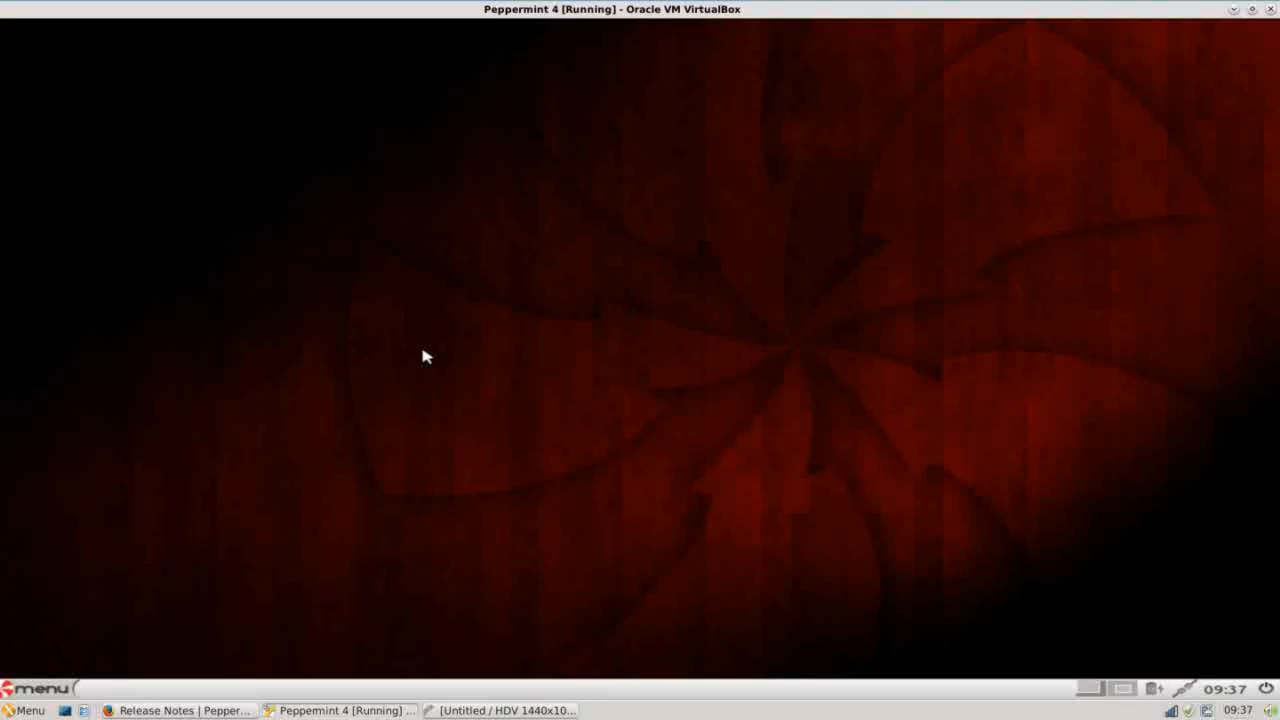 Peppermint 4 [Running] - Oracle VM VirtualBox
menu
09:37
Menu
Release Notes | Pepper...
Peppermint 4 [Running] ...
[Untitled / HDV 1440x10...
09:37